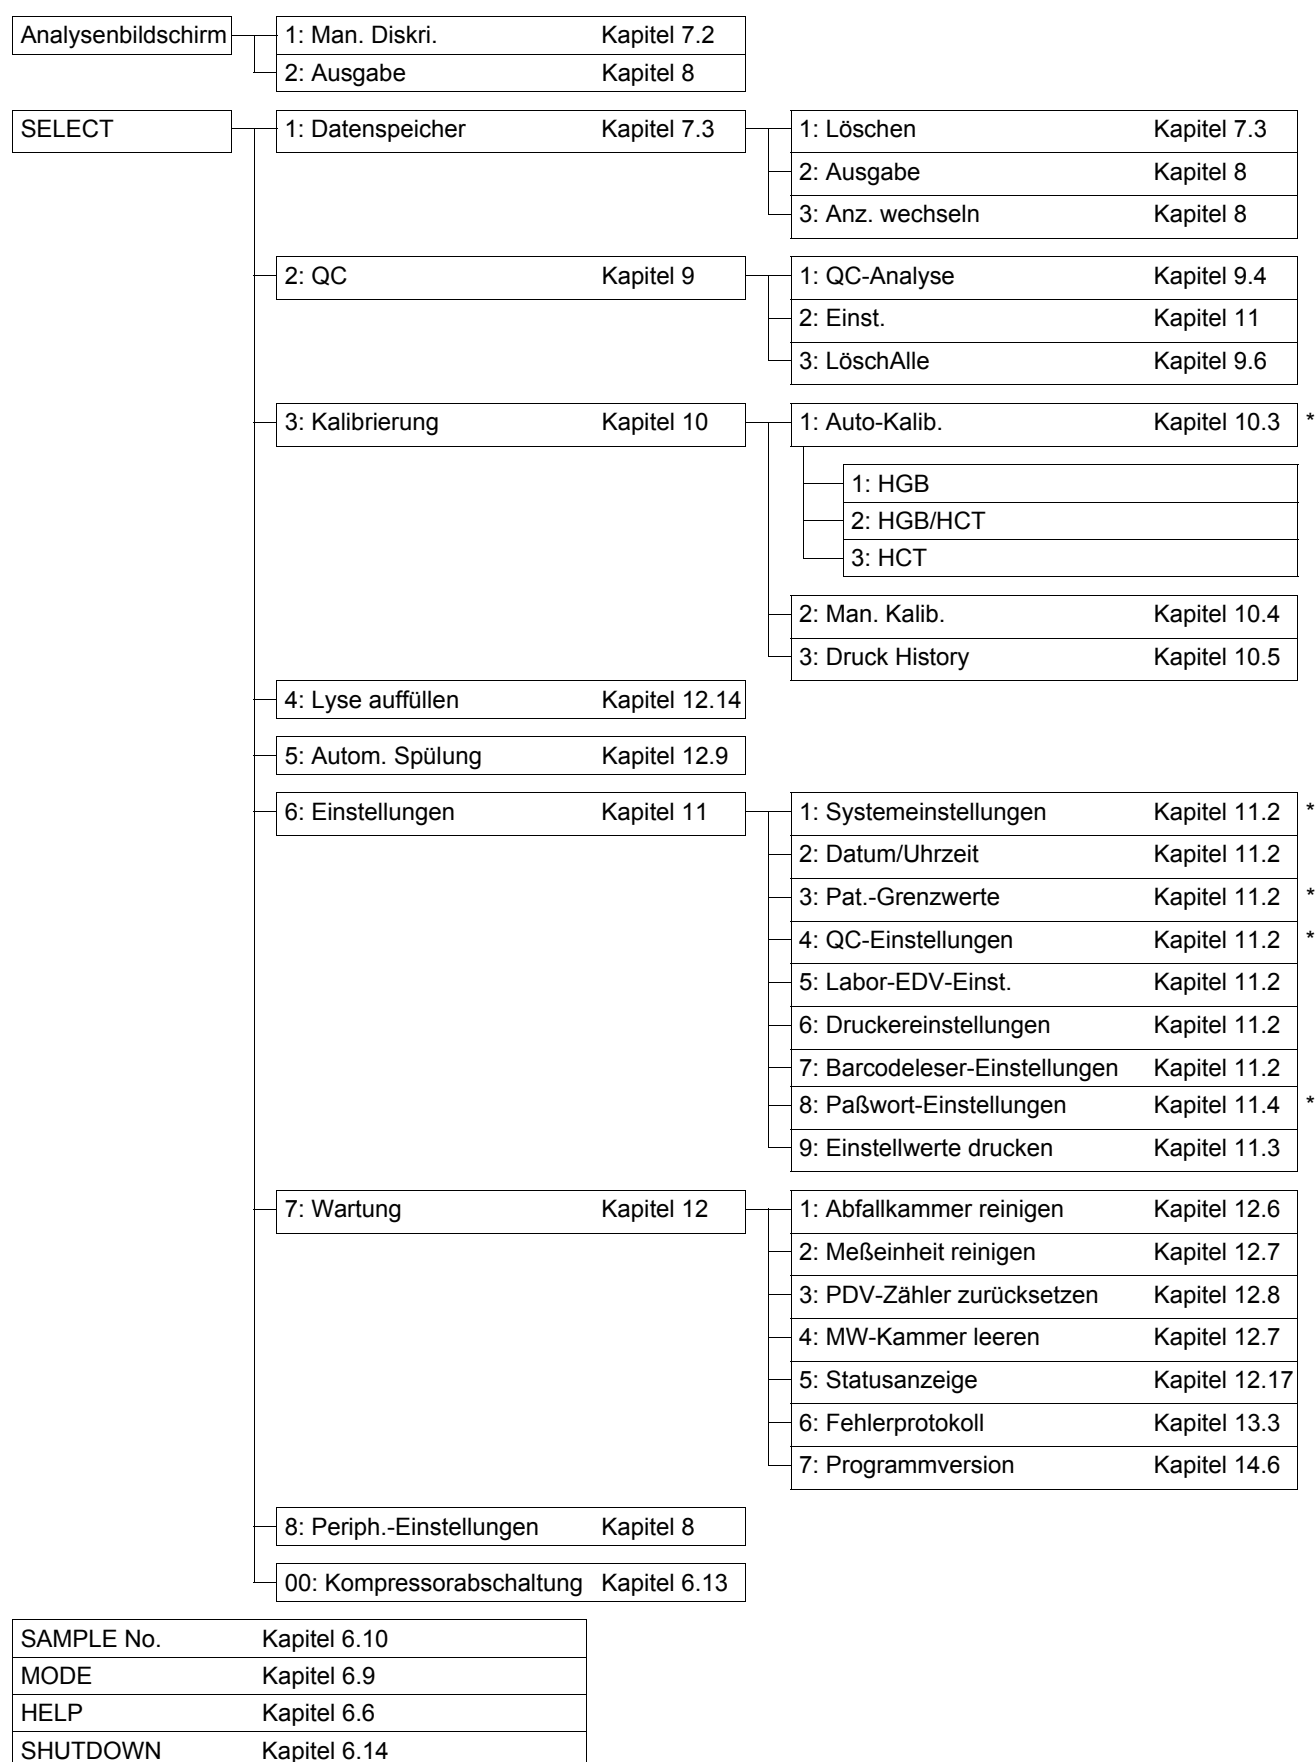 Analysenbildschirm 1: Man. Diskri. Kapitel 7.2
2: Ausgabe Kapitel 8
SELECT 1: Datenspeicher Kapitel 7.3 1: Löschen Kapitel 7.3
2: Ausgabe Kapitel 8
3: Anz. wechseln Kapitel 8
2: QC Kapitel 9 1: QC-Analyse Kapitel 9.4
2: Einst. Kapitel 11
3: LöschAlle Kapitel 9.6
3: Kalibrierung Kapitel 10 1: Auto-Kalib. Kapitel 10.3 *
1: HGB
2: HGB/HCT
3: HCT
2: Man. Kalib. Kapitel 10.4
3: Druck History Kapitel 10.5
4: Lyse auffüllen Kapitel 12.14
5: Autom. Spülung Kapitel 12.9
6: Einstellungen Kapitel 11 1: Systemeinstellungen Kapitel 11.2 *
2: Datum/Uhrzeit Kapitel 11.2
3: Pat.-Grenzwerte Kapitel 11.2 *
4: QC-Einstellungen Kapitel 11.2 *
5: Labor-EDV-Einst. Kapitel 11.2
6: Druckereinstellungen Kapitel 11.2
7: Barcodeleser-Einstellungen Kapitel 11.2
8: Paßwort-Einstellungen Kapitel 11.4 *
9: Einstellwerte drucken Kapitel 11.3
7: Wartung Kapitel 12 1: Abfallkammer reinigen Kapitel 12.6
2: Meßeinheit reinigen Kapitel 12.7
3: PDV-Zähler zurücksetzen Kapitel 12.8
4: MW-Kammer leeren Kapitel 12.7
5: Statusanzeige Kapitel 12.17
6: Fehlerprotokoll Kapitel 13.3
7: Programmversion Kapitel 14.6
8: Periph.-Einstellungen Kapitel 8
00: Kompressorabschaltung Kapitel 6.13
SAMPLE No. Kapitel 6.10
MODE Kapitel 6.9
HELP Kapitel 6.6
SHUTDOWN Kapitel 6.14